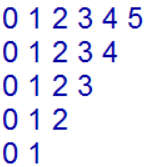 0 1 2 3 4 5
0 1 2 3 4
0 1 2 3
0 1 2
0 1